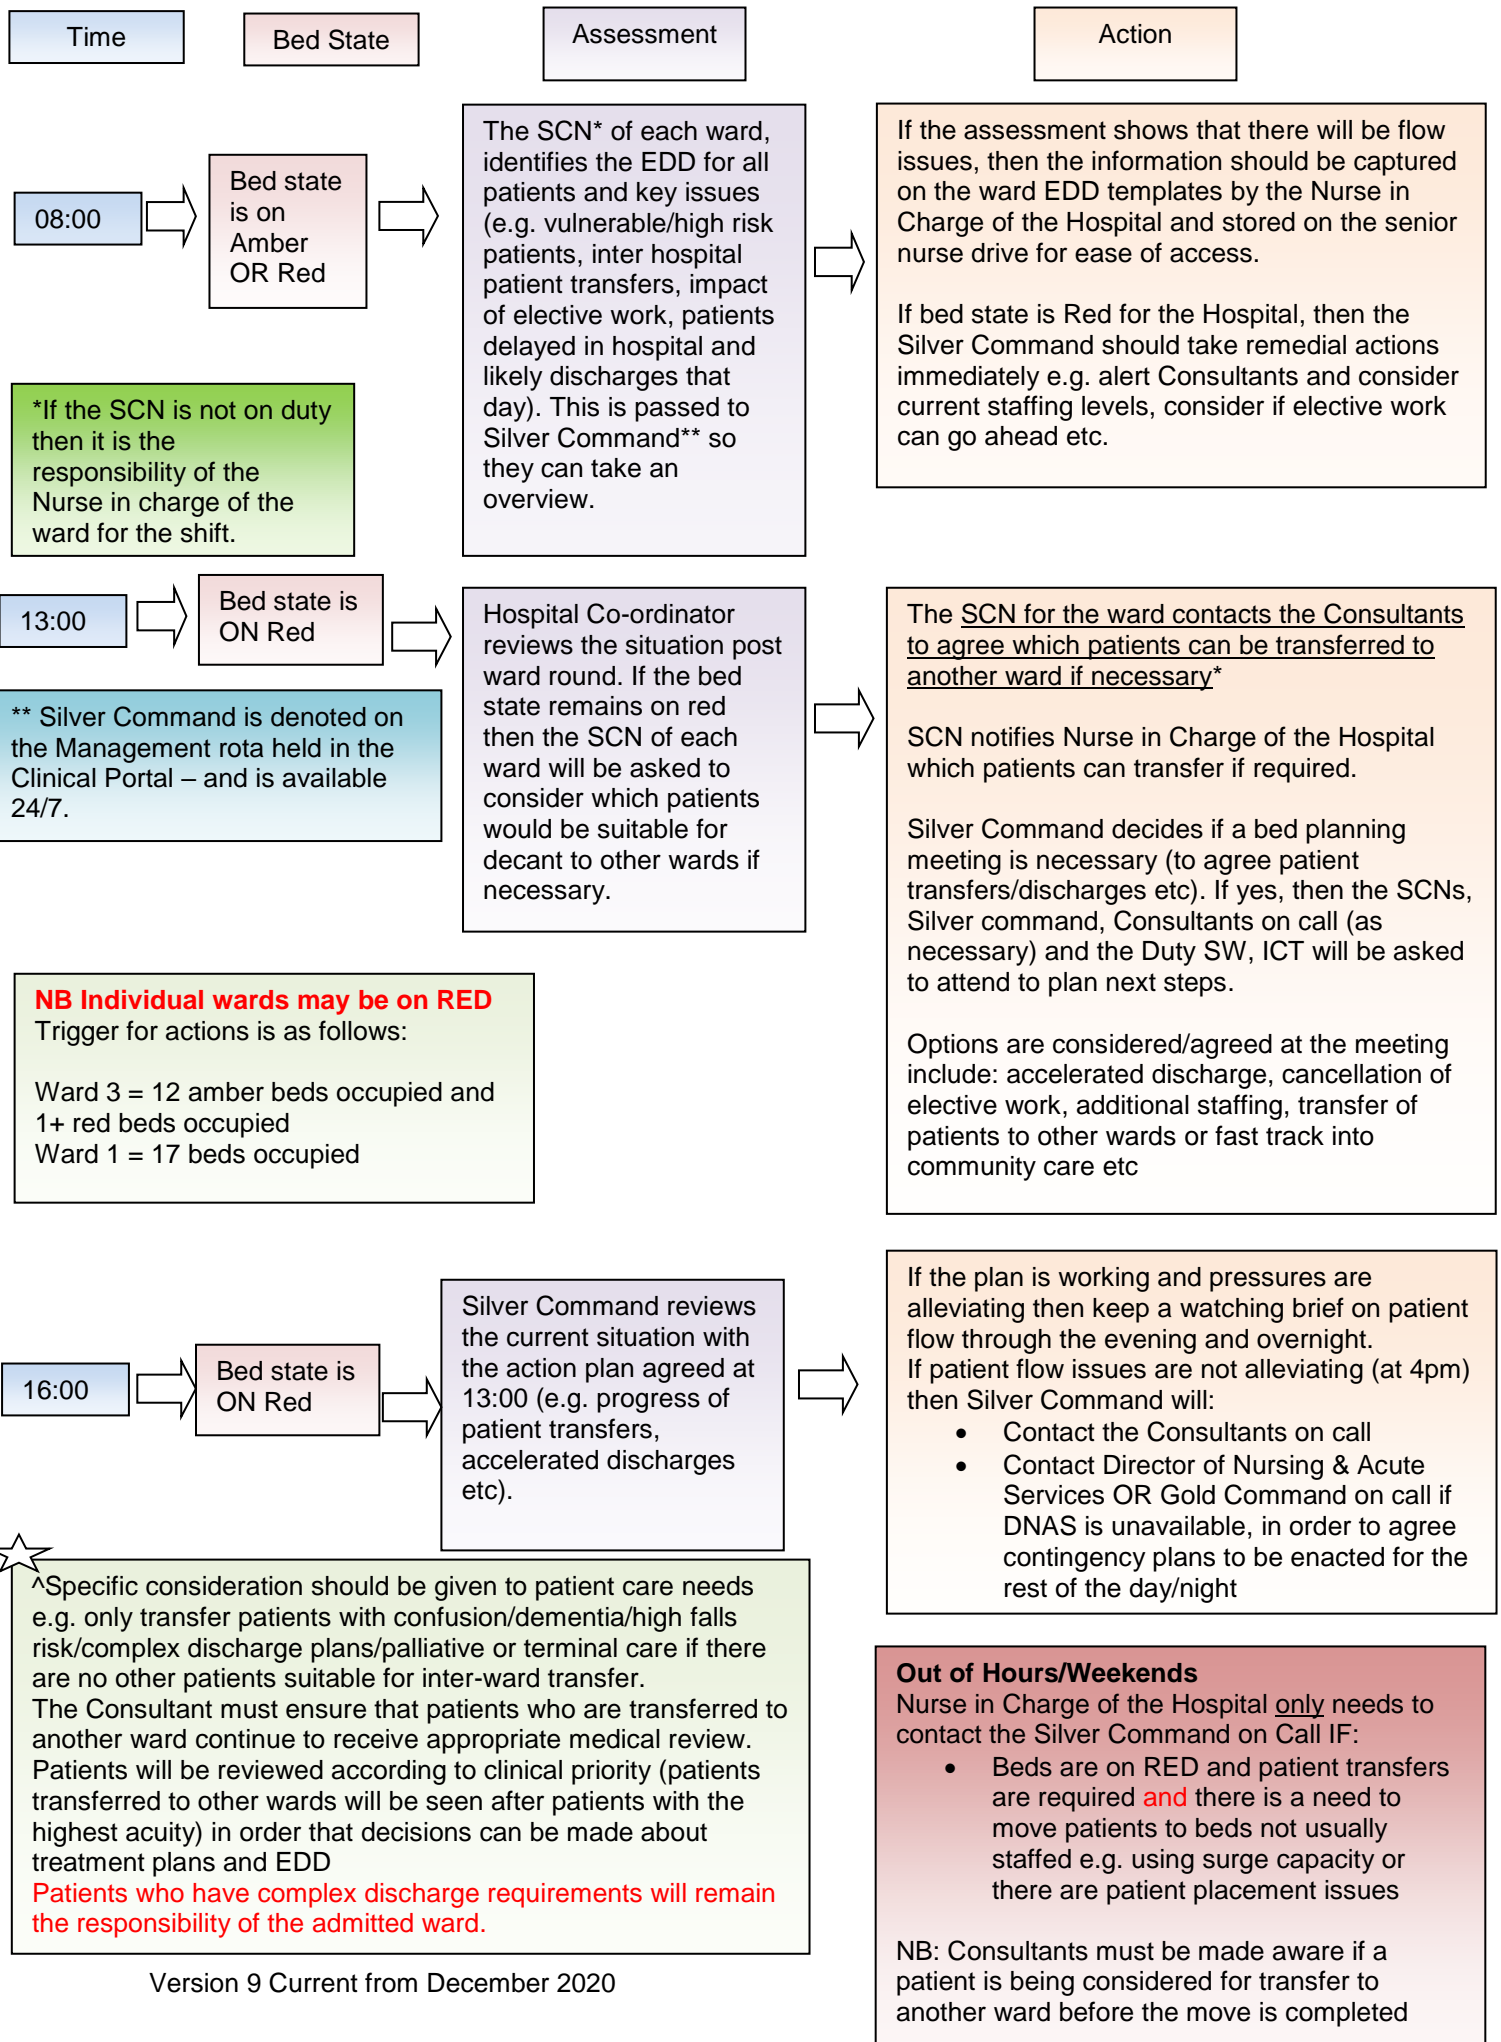 Time
Bed State
Assessment
Action
08:00
Bed state
is on
Amber
OR Red
The SCN* of each ward,
identifies the EDD for all
patients and key issues
(e.g. vulnerable/high risk
patients, inter hospital
patient transfers, impact
of elective work, patients
delayed in hospital and
likely discharges that
day). This is passed to
Silver Command** so
they can take an
overview.
If the assessment shows that there will be flow
issues, then the information should be captured
on the ward EDD templates by the Nurse in
Charge of the Hospital and stored on the senior
nurse drive for ease of access.
If bed state is Red for the Hospital, then the
Silver Command should take remedial actions
immediately e.g. alert Consultants and consider
current staffing levels, consider if elective work
can go ahead etc.
*If the SCN is not on duty
then it is the
responsibility of the
Nurse in charge of the
ward for the shift.
13:00
Bed state is
ON Red
Hospital Co-ordinator
reviews the situation post
ward round. If the bed
state remains on red
then the SCN of each
ward will be asked to
consider which patients
would be suitable for
decant to other wards if
necessary.
The SCN for the ward contacts the Consultants
to agree which patients can be transferred to
another ward if necessary*
SCN notifies Nurse in Charge of the Hospital
which patients can transfer if required.
Silver Command decides if a bed planning
meeting is necessary (to agree patient
transfers/discharges etc). If yes, then the SCNs,
Silver command, Consultants on call (as
necessary) and the Duty SW, ICT will be asked
to attend to plan next steps.
Options are considered/agreed at the meeting
include: accelerated discharge, cancellation of
elective work, additional staffing, transfer of
patients to other wards or fast track into
community care etc
** Silver Command is denoted on
the Management rota held in the
Clinical Portal – and is available
24/7.
NB Individual wards may be on RED
Trigger for actions is as follows:
Ward 3 = 12 amber beds occupied and
1+ red beds occupied
Ward 1 = 17 beds occupied
16:00
Bed state is
ON Red
Silver Command reviews
the current situation with
the action plan agreed at
13:00 (e.g. progress of
patient transfers,
accelerated discharges
etc).
If the plan is working and pressures are
alleviating then keep a watching brief on patient
flow through the evening and overnight.
If patient flow issues are not alleviating (at 4pm)
then Silver Command will:
• Contact the Consultants on call
• Contact Director of Nursing & Acute
Services OR Gold Command on call if
DNAS is unavailable, in order to agree
contingency plans to be enacted for the
rest of the day/night
^Specific consideration should be given to patient care needs
e.g. only transfer patients with confusion/dementia/high falls
risk/complex discharge plans/palliative or terminal care if there
are no other patients suitable for inter-ward transfer.
The Consultant must ensure that patients who are transferred to
another ward continue to receive appropriate medical review.
Patients will be reviewed according to clinical priority (patients
transferred to other wards will be seen after patients with the
highest acuity) in order that decisions can be made about
treatment plans and EDD
Patients who have complex discharge requirements will remain
the responsibility of the admitted ward.
Out of Hours/Weekends
Nurse in Charge of the Hospital only needs to
contact the Silver Command on Call IF:
• Beds are on RED and patient transfers
are required and there is a need to
move patients to beds not usually
staffed e.g. using surge capacity or
there are patient placement issues
NB: Consultants must be made aware if a
patient is being considered for transfer to
another ward before the move is completed
Version 9 Current from December 2020